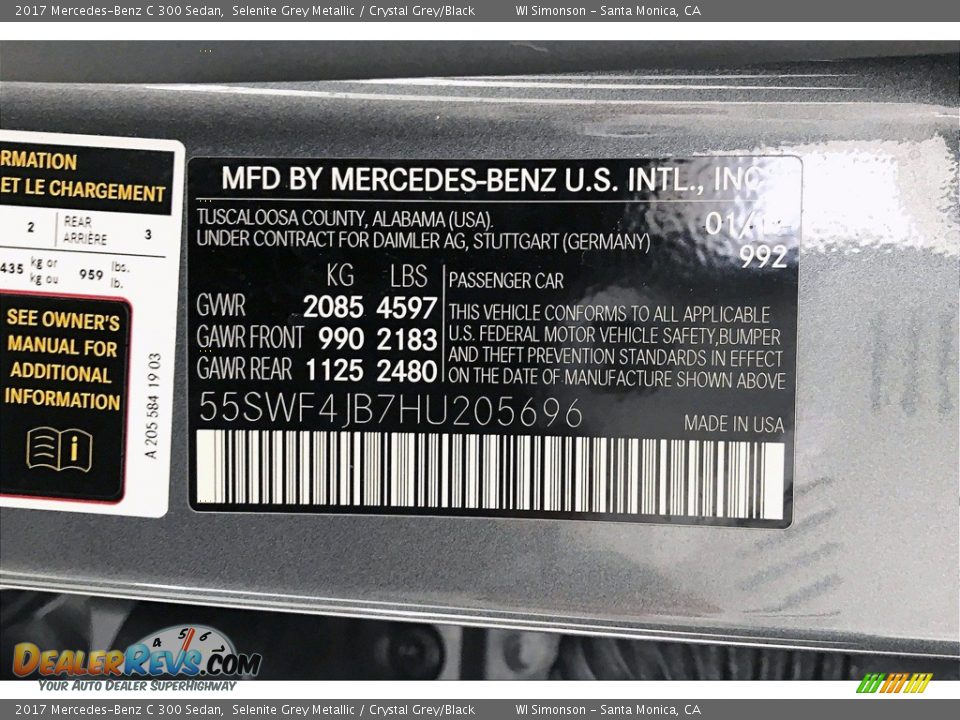 2017 Mercedes-Benz C 300 Sedan, Selenite Grey Metallic / Crystal Grey/Black WI Simonson - Santa Monica, CA
RMATION
ET LE CHARGEMENT
2 REAR ARRIÈRE 3
435 kg or kg ou 959 lbs. lb.
SEE OWNER'S
MANUAL FOR
ADDITIONAL
INFORMATION
i
A 205 584 19 03
MFD BY MERCEDES-BENZ U.S. INTL., INC
TUSCALOOSA COUNTY, ALABAMA (USA).
UNDER CONTRACT FOR DAIMLER AG, STUTTGART (GERMANY)
992
KG LBS
GVWR 2085 4597
GAWR FRONT 990 2183
GAWR REAR 1125 2480
PASSENGER CAR
THIS VEHICLE CONFORMS TO ALL APPLICABLE
U.S. FEDERAL MOTOR VEHICLE SAFETY,BUMPER
AND THEFT PREVENTION STANDARDS IN EFFECT
ON THE DATE OF MANUFACTURE SHOWN ABOVE
55SWF4JB7HU205696
MADE IN USA
4 5 6
DEALERREVS.COM
YOUR AUTO DEALER SUPERHIGHWAY
2017 Mercedes-Benz C 300 Sedan, Selenite Grey Metallic / Crystal Grey/Black WI Simonson - Santa Monica, CA